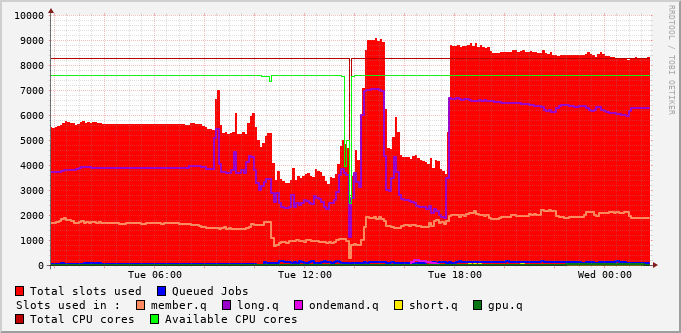 10000
9000
8000
7000
6000
5000
4000
3000
2000
1000
0
Tue 06:00 Tue 12:00 Tue 18:00 Wed 00:00
RRDTOOL / TOBI OETIKER
Total slots used Queued Jobs
Slots used in : member.q long.q ondemand.q short.q gpu.q
Total CPU cores Available CPU cores